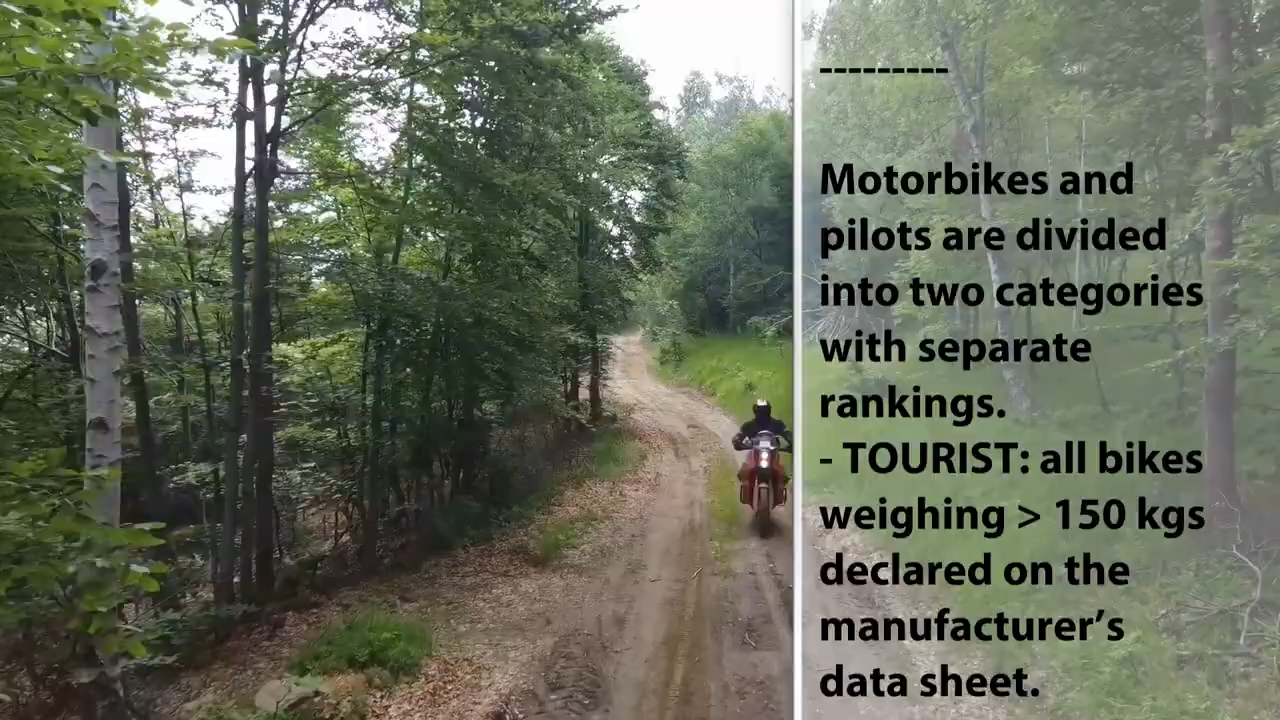 ---------
Motorbikes and
pilots are divided
into two categories
with separate
rankings.
- TOURIST: all bikes
weighing > 150 kgs
declared on the
manufacturer’s
data sheet.